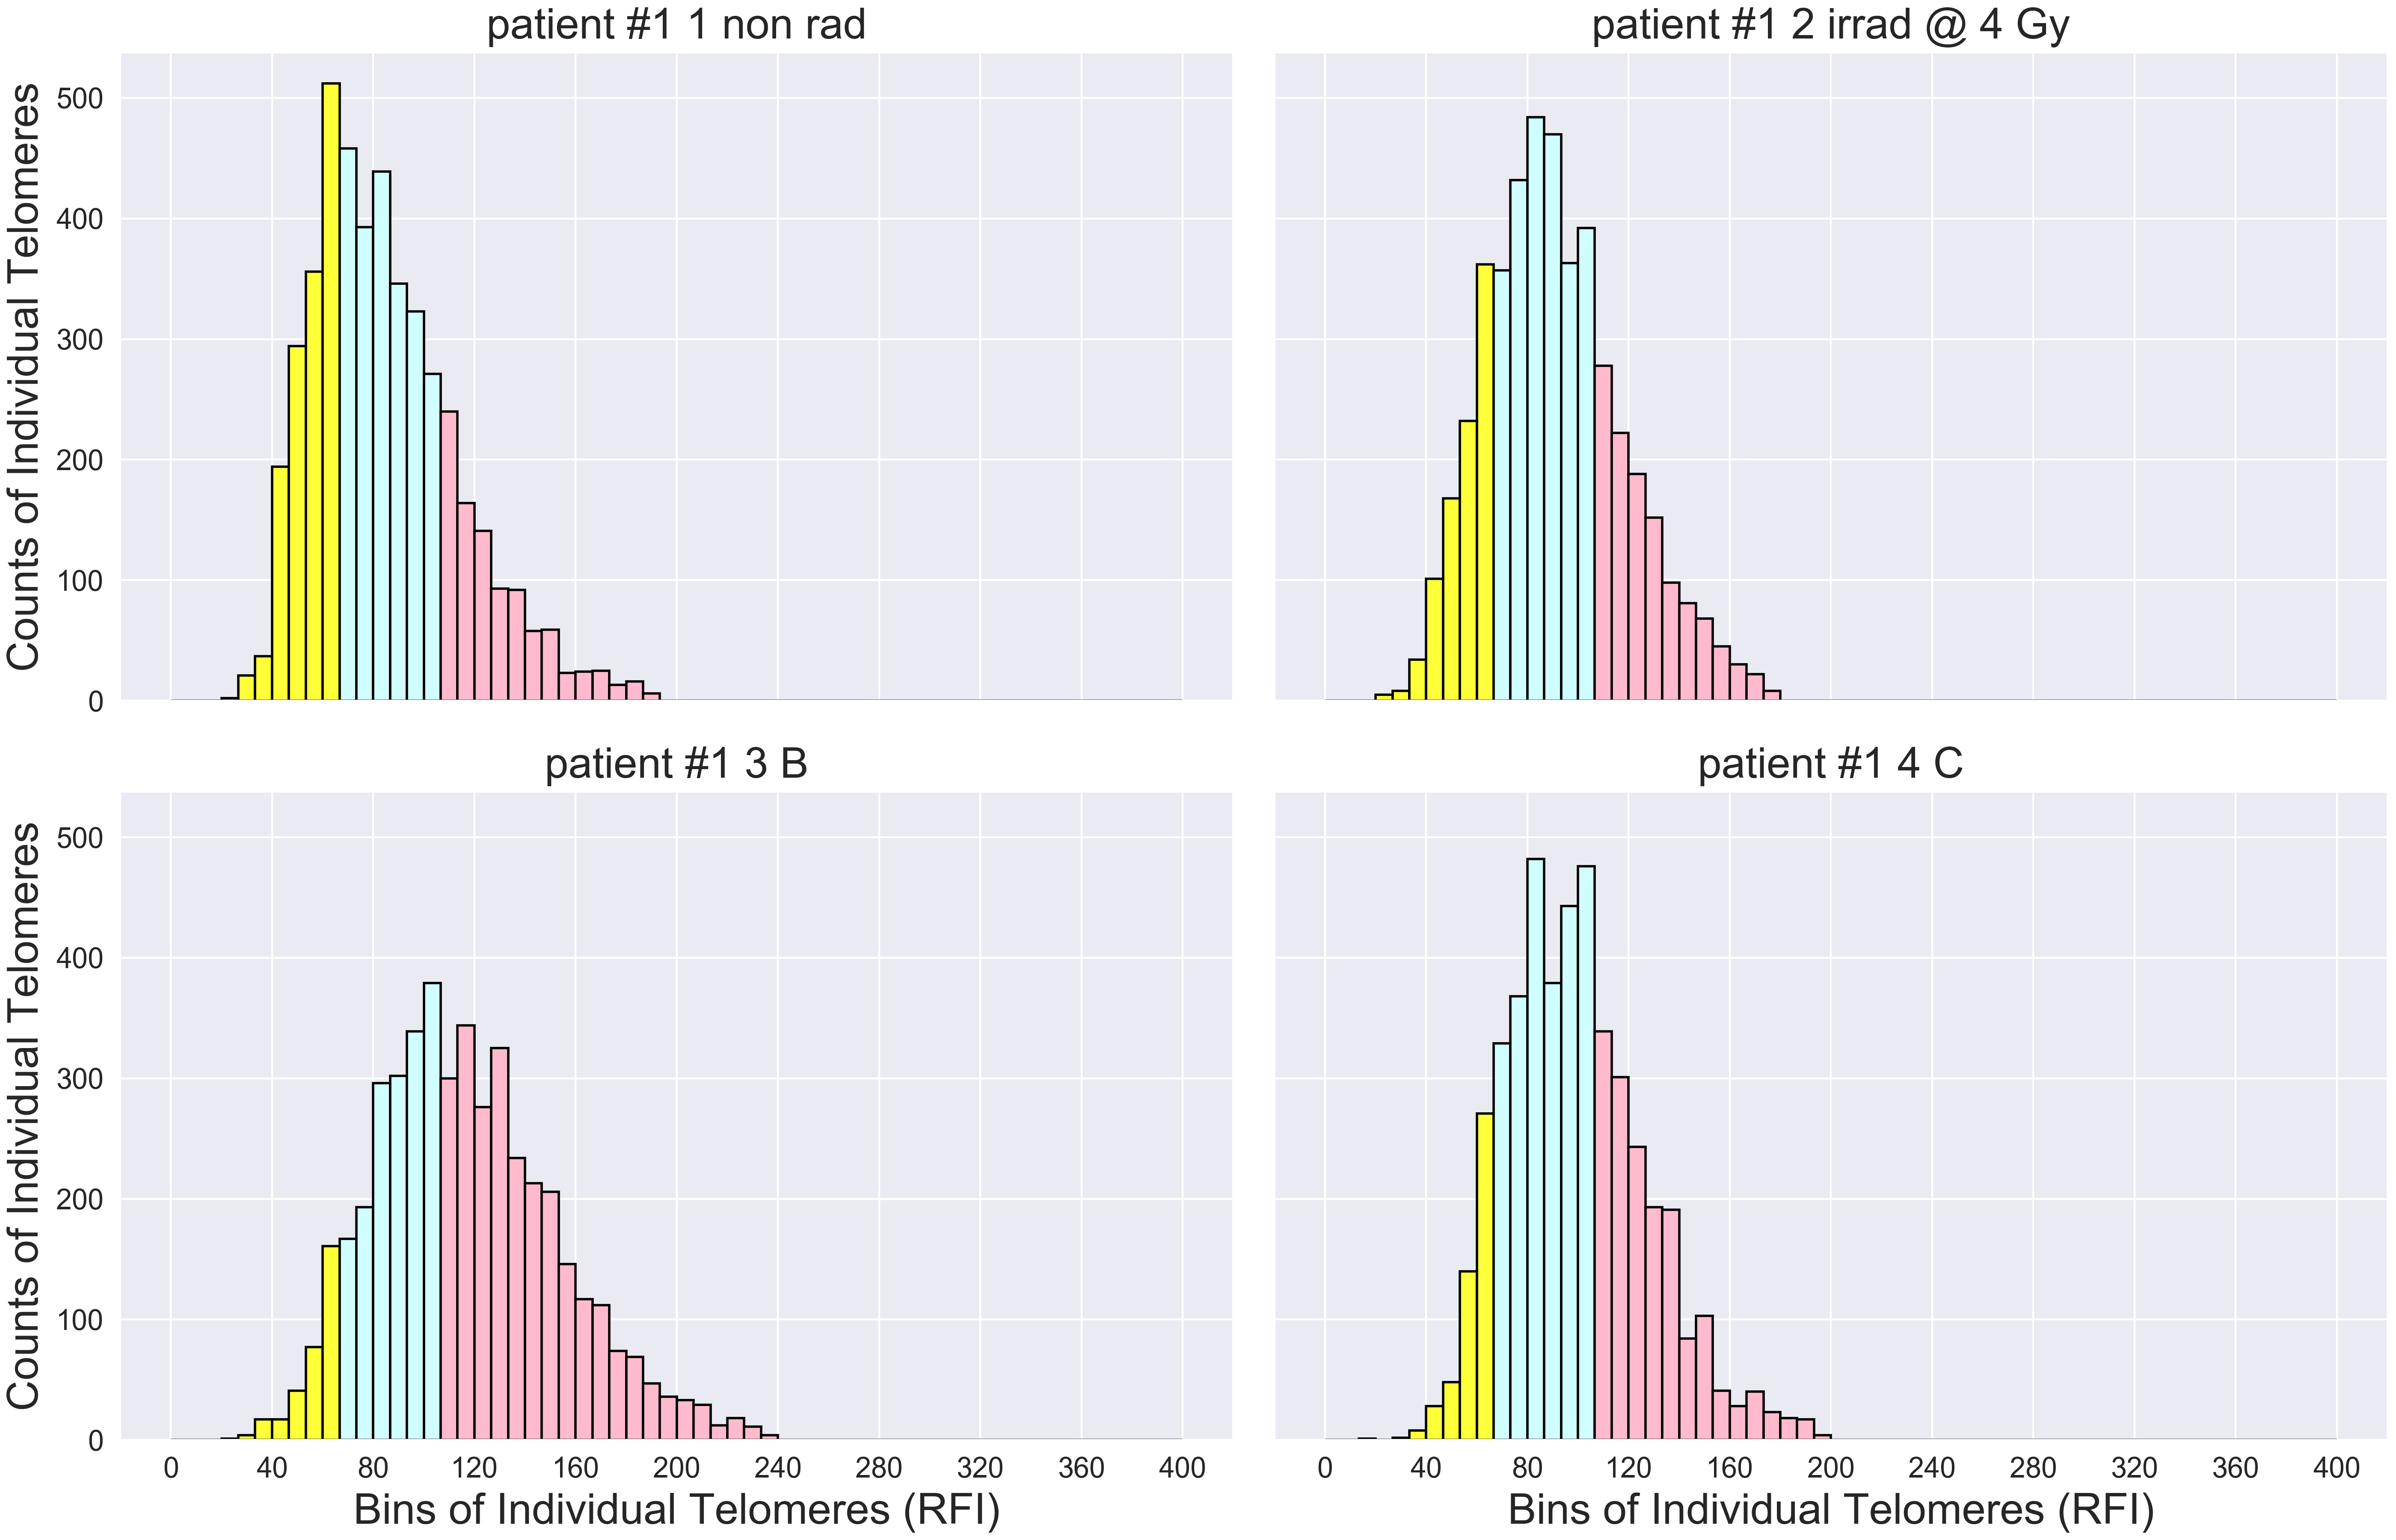 patient #1 1 non rad
patient #1 2 irrad @ 4 Gy
Counts of Individual Telomeres
500
400
300
200
100
0
patient #1 3 B
patient #1 4 C
Counts of Individual Telomeres
500
400
300
200
100
0
0 40 80 120 160 200 240 280 320 360 400
0 40 80 120 160 200 240 280 320 360 400
Bins of Individual Telomeres (RFI)
Bins of Individual Telomeres (RFI)